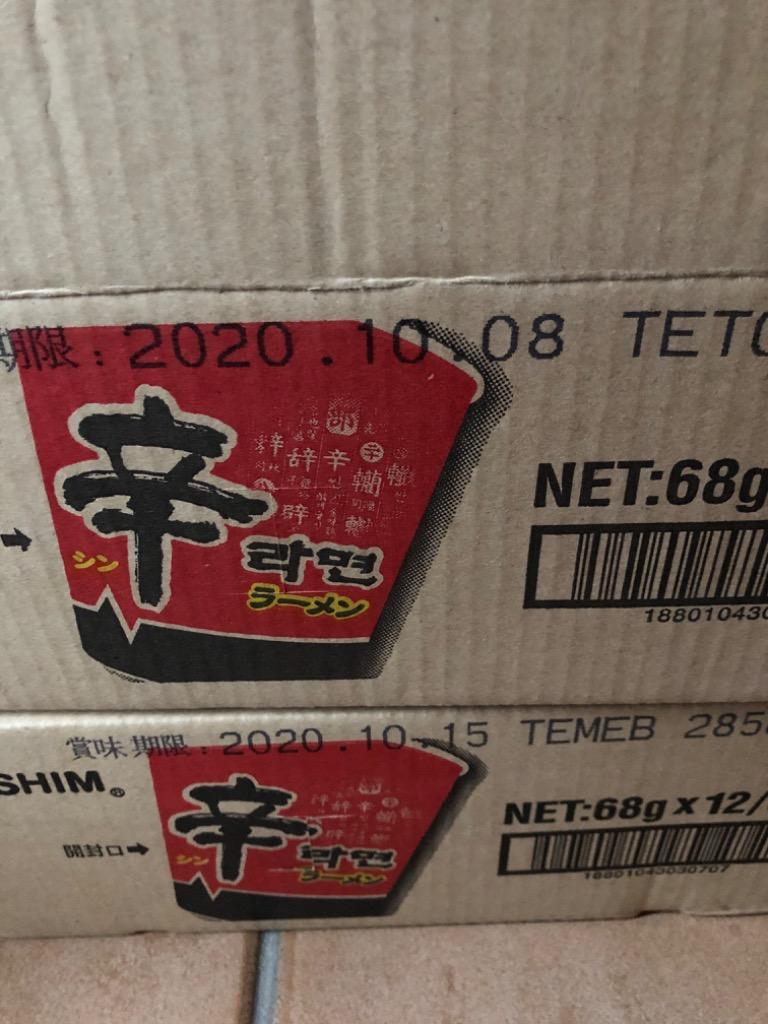 期限：2020.10.08 TETC
辛
シン
라면
ラーメン
NET:68g
18801043
賞味期限：2020.10.15 TEMEB 285
SHIM®
開封口→
辛
シン
라면
ラーメン
NET:68g X 12/
18801043030707